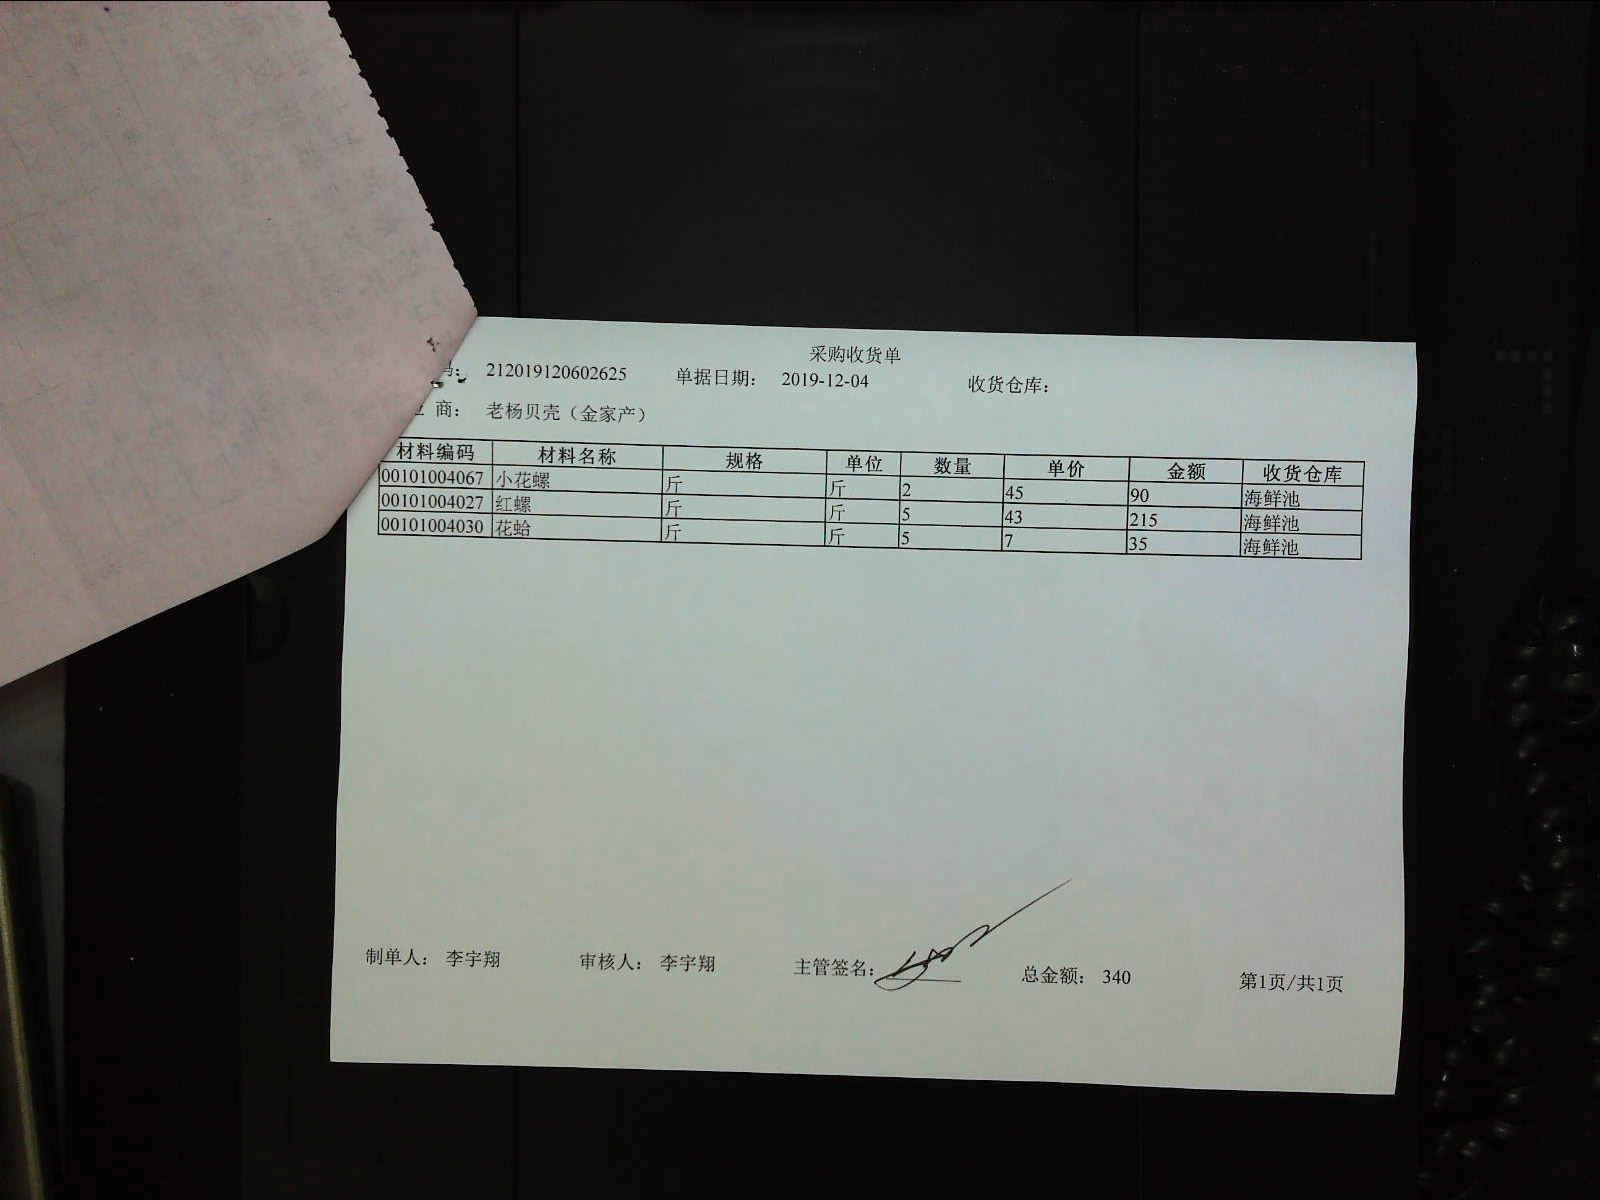 采购收货单
码： 212019120602625 单据日期： 2019-12-04 收货仓库：
商： 老杨贝壳（金家产）
材料编码 材料名称 规格 单位 数量 单价 金额 收货仓库
00101004067 小花螺 斤 斤 2 45 90 海鲜池
00101004027 红螺 斤 斤 5 43 215 海鲜池
00101004030 花蛤 斤 斤 5 7 35 海鲜池
制单人： 李宇翔 审核人： 李宇翔 主管签名： 总金额： 340 第1页/共1页